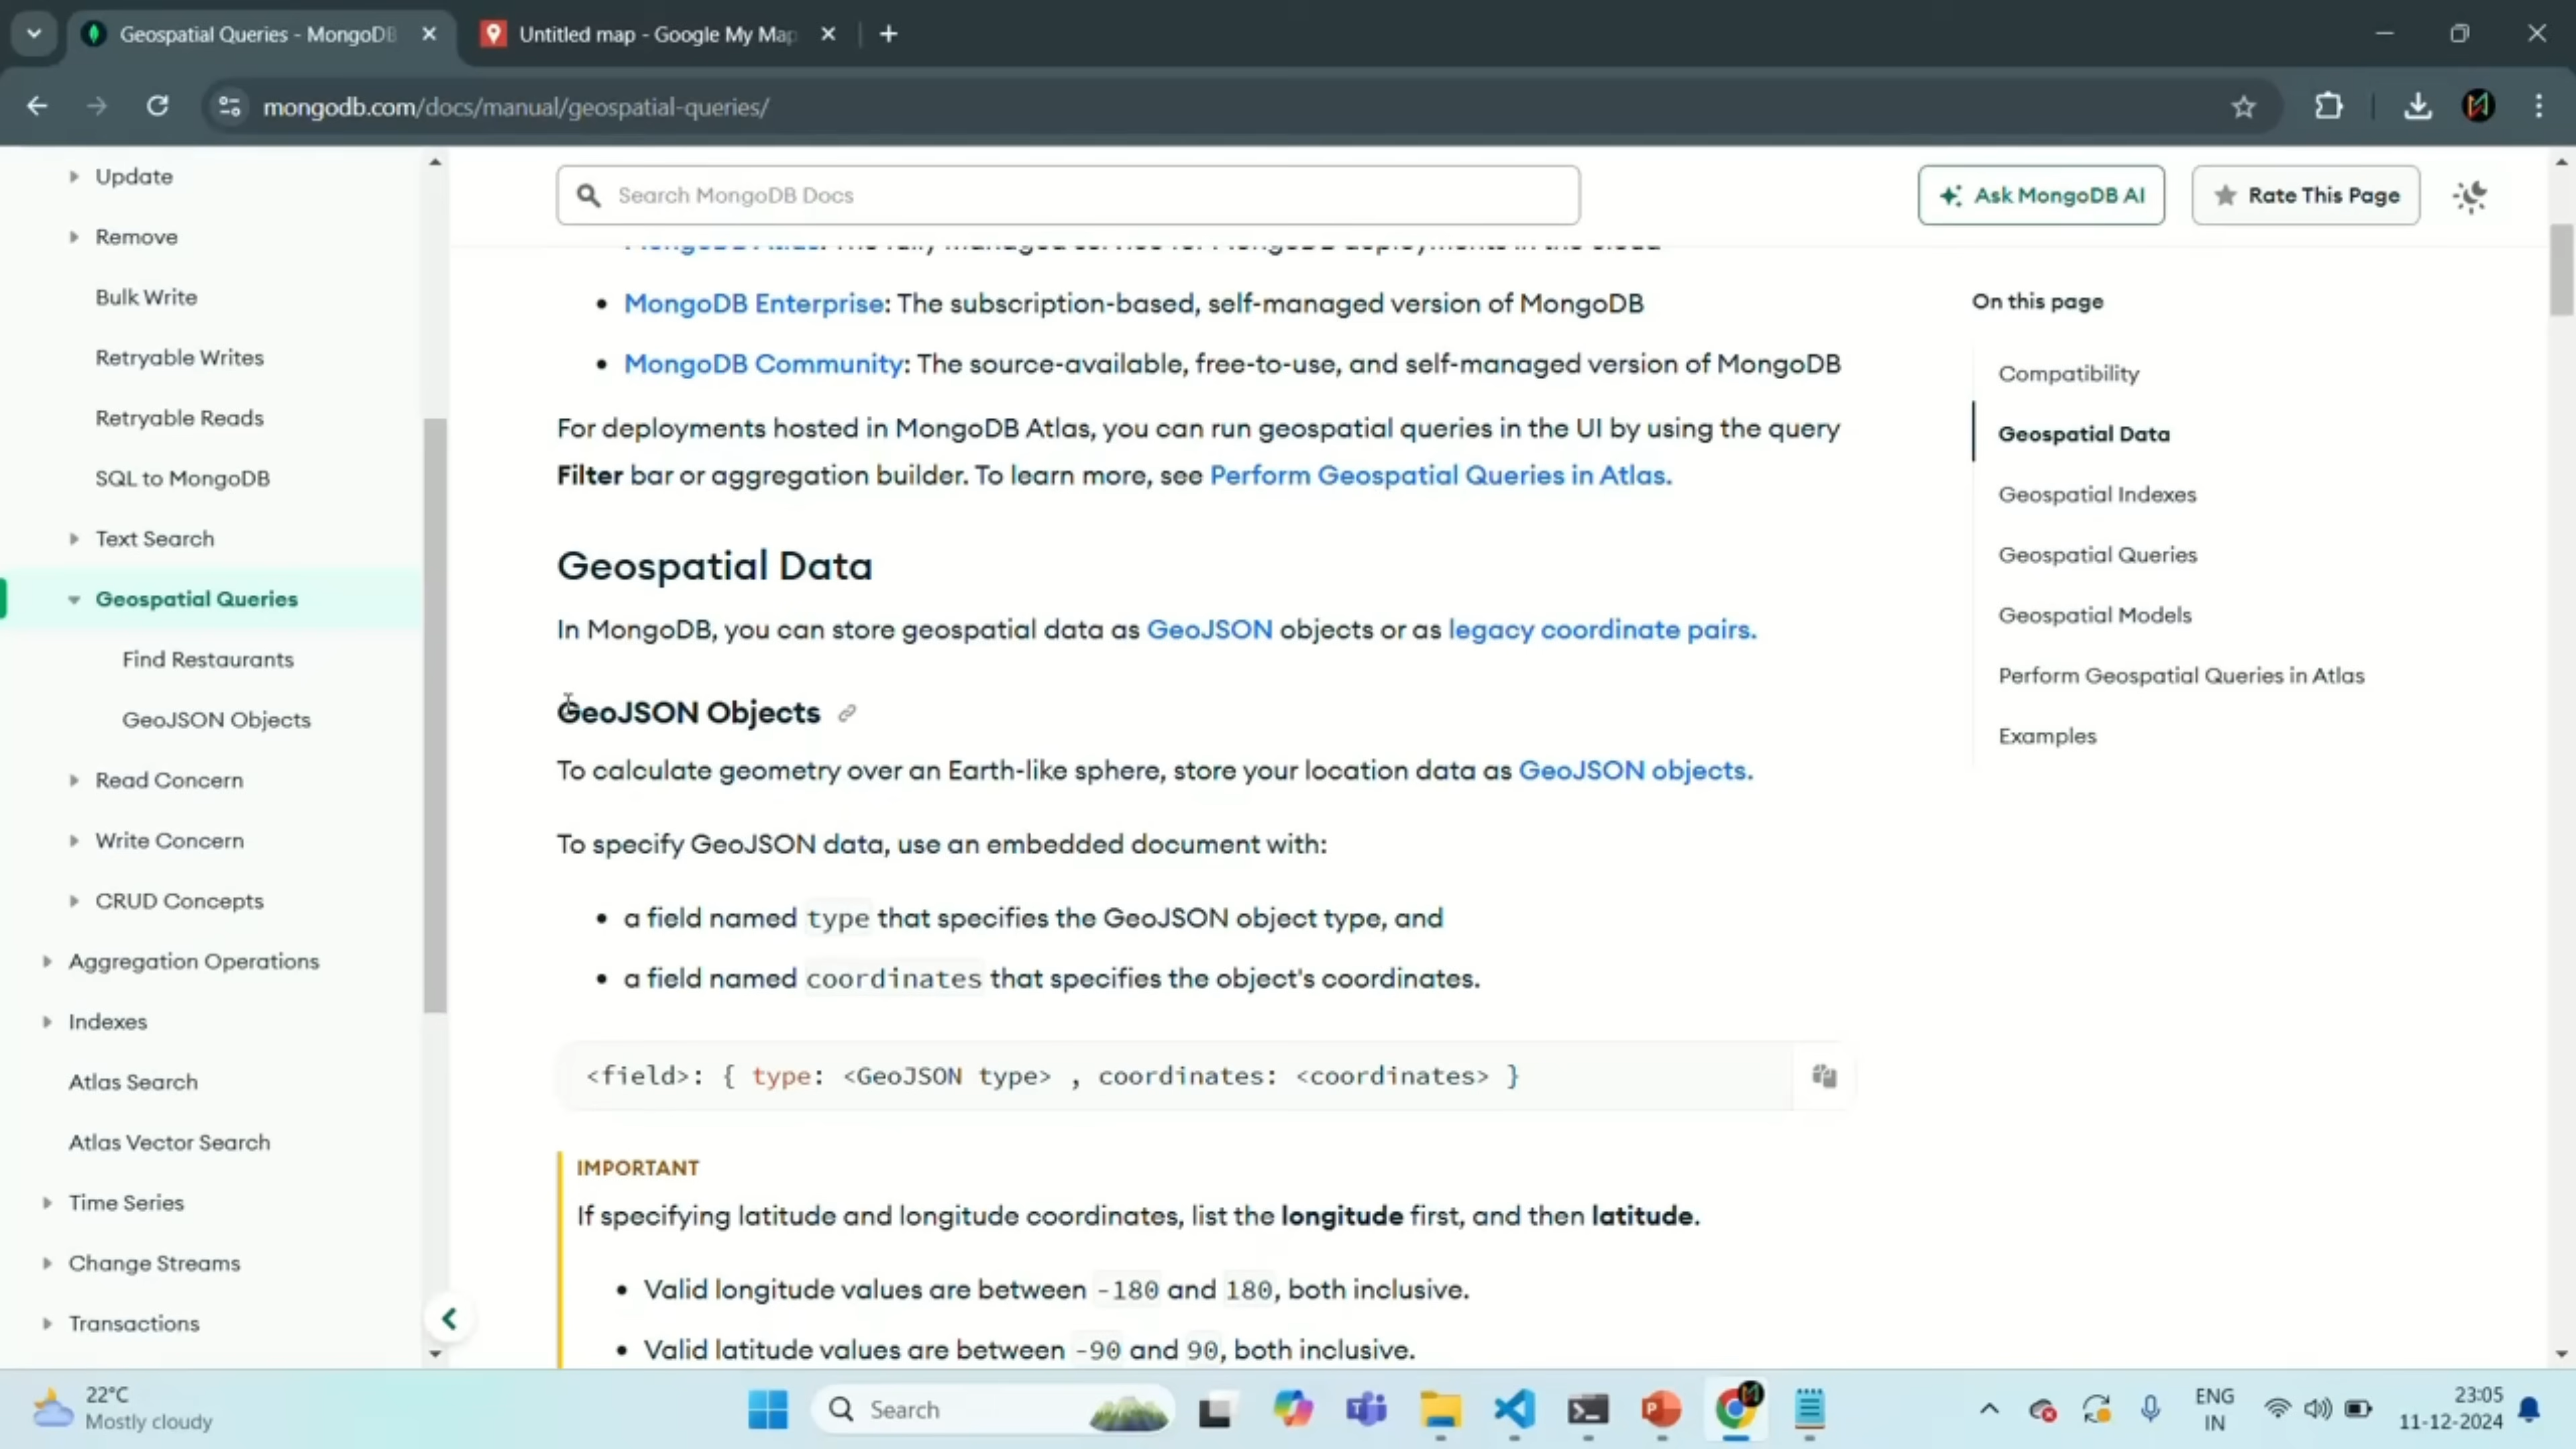 Geospatial Queries - MongoDB
Untitled map - Google My Map
mongodb.com/docs/manual/geospatial-queries/
Update
Remove
Bulk Write
Retryable Writes
Retryable Reads
SQL to MongoDB
Text Search
Geospatial Queries
Find Restaurants
GeoJSON Objects
Read Concern
Write Concern
CRUD Concepts
Aggregation Operations
Indexes
Atlas Search
Atlas Vector Search
Time Series
Change Streams
Transactions
Search MongoDB Docs
Ask MongoDB AI
Rate This Page
MongoDB Atlas: The fully managed service for MongoDB deployments in the cloud
• MongoDB Enterprise: The subscription-based, self-managed version of MongoDB
• MongoDB Community: The source-available, free-to-use, and self-managed version of MongoDB
For deployments hosted in MongoDB Atlas, you can run geospatial queries in the UI by using the query
Filter bar or aggregation builder. To learn more, see Perform Geospatial Queries in Atlas.
Geospatial Data
In MongoDB, you can store geospatial data as GeoJSON objects or as legacy coordinate pairs.
GeoJSON Objects
To calculate geometry over an Earth-like sphere, store your location data as GeoJSON objects.
To specify GeoJSON data, use an embedded document with:
• a field named type that specifies the GeoJSON object type, and
• a field named coordinates that specifies the object's coordinates.
<field>: { type: <GeoJSON type> , coordinates: <coordinates> }
IMPORTANT
If specifying latitude and longitude coordinates, list the longitude first, and then latitude.
• Valid longitude values are between -180 and 180, both inclusive.
• Valid latitude values are between -90 and 90, both inclusive.
On this page
Compatibility
Geospatial Data
Geospatial Indexes
Geospatial Queries
Geospatial Models
Perform Geospatial Queries in Atlas
Examples
22°C
Mostly cloudy
Search
ENG
IN
23:05
11-12-2024